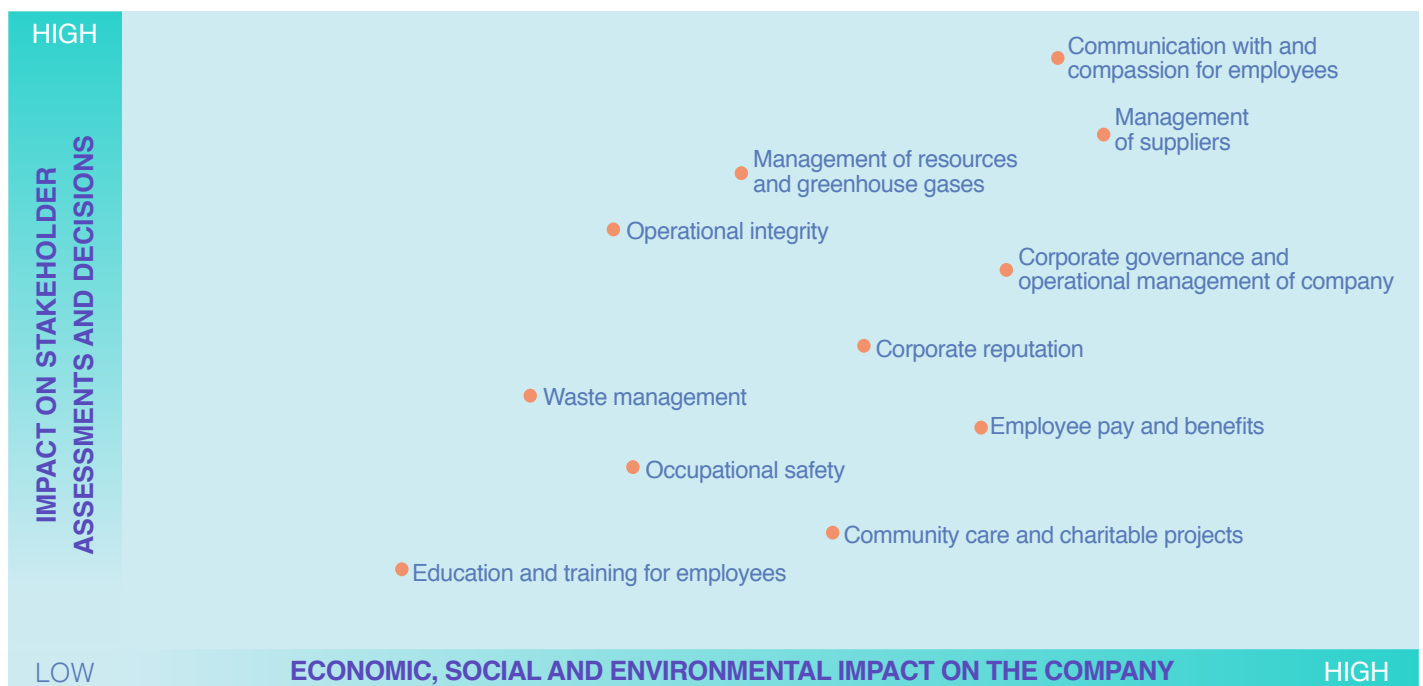 HIGH
IMPACT ON STAKEHOLDER
ASSESSMENTS AND DECISIONS
Communication with and
compassion for employees
Management
of suppliers
Management of resources
and greenhouse gases
Operational integrity
Corporate governance and
operational management of company
Corporate reputation
Waste management
Employee pay and benefits
Occupational safety
Community care and charitable projects
Education and training for employees
LOW
ECONOMIC, SOCIAL AND ENVIRONMENTAL IMPACT ON THE COMPANY
HIGH